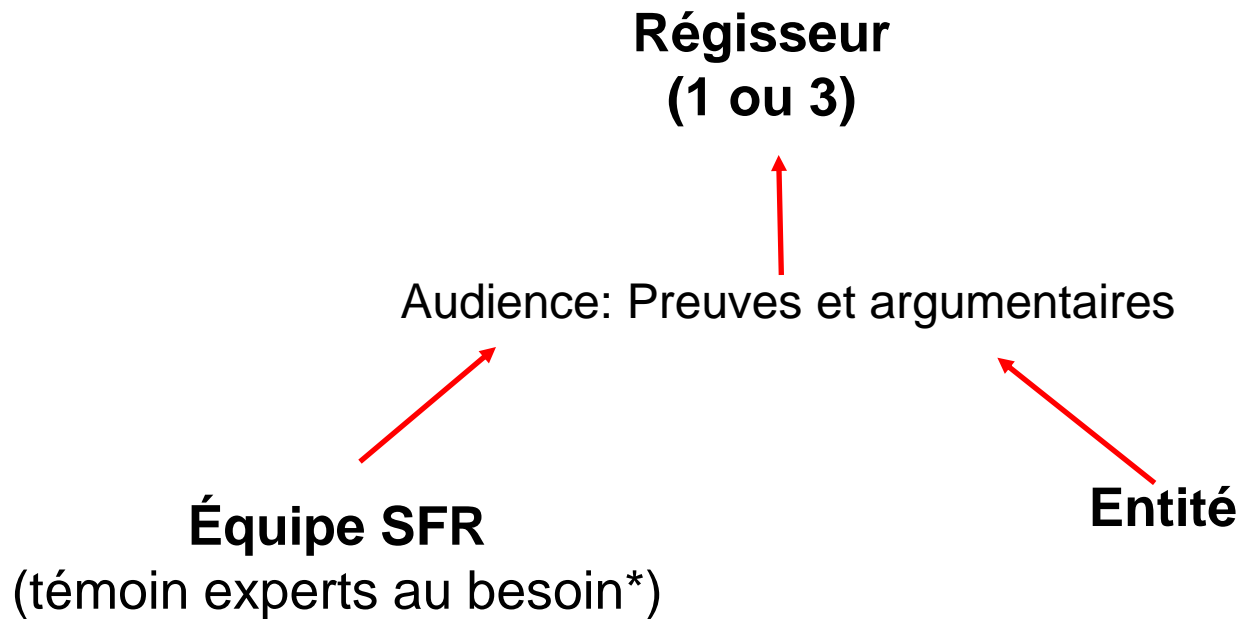 Régisseur
(1 ou 3)
Audience: Preuves et argumentaires
Équipe SFR
(témoin experts au besoin*)
Entité